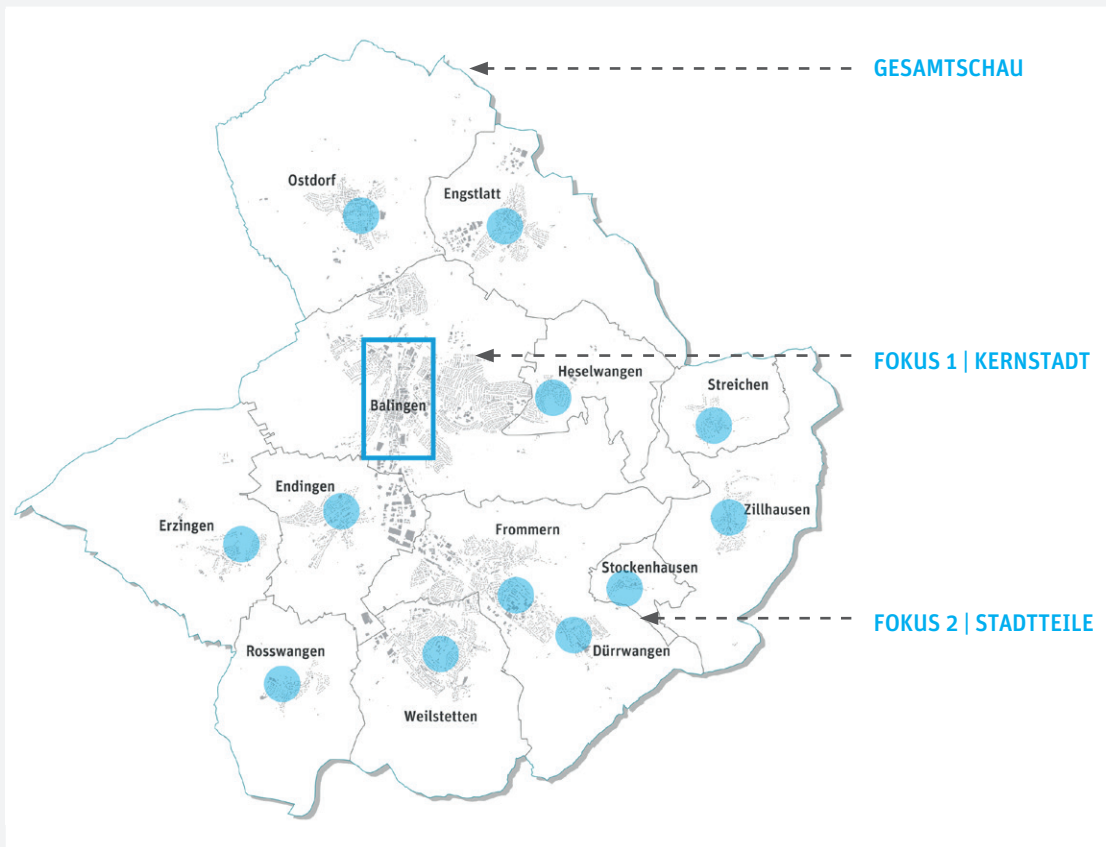 GESAMTSCHAU
Ostdorf
Engstlatt
FOKUS 1 | KERNSTADT
Heselwangen
Streichen
Balingen
Endingen
Zillhausen
Erzingen
Frommern
Stockenhausen
FOKUS 2 | STADTTEILE
Rosswangen
Dürrwangen
Weilstetten